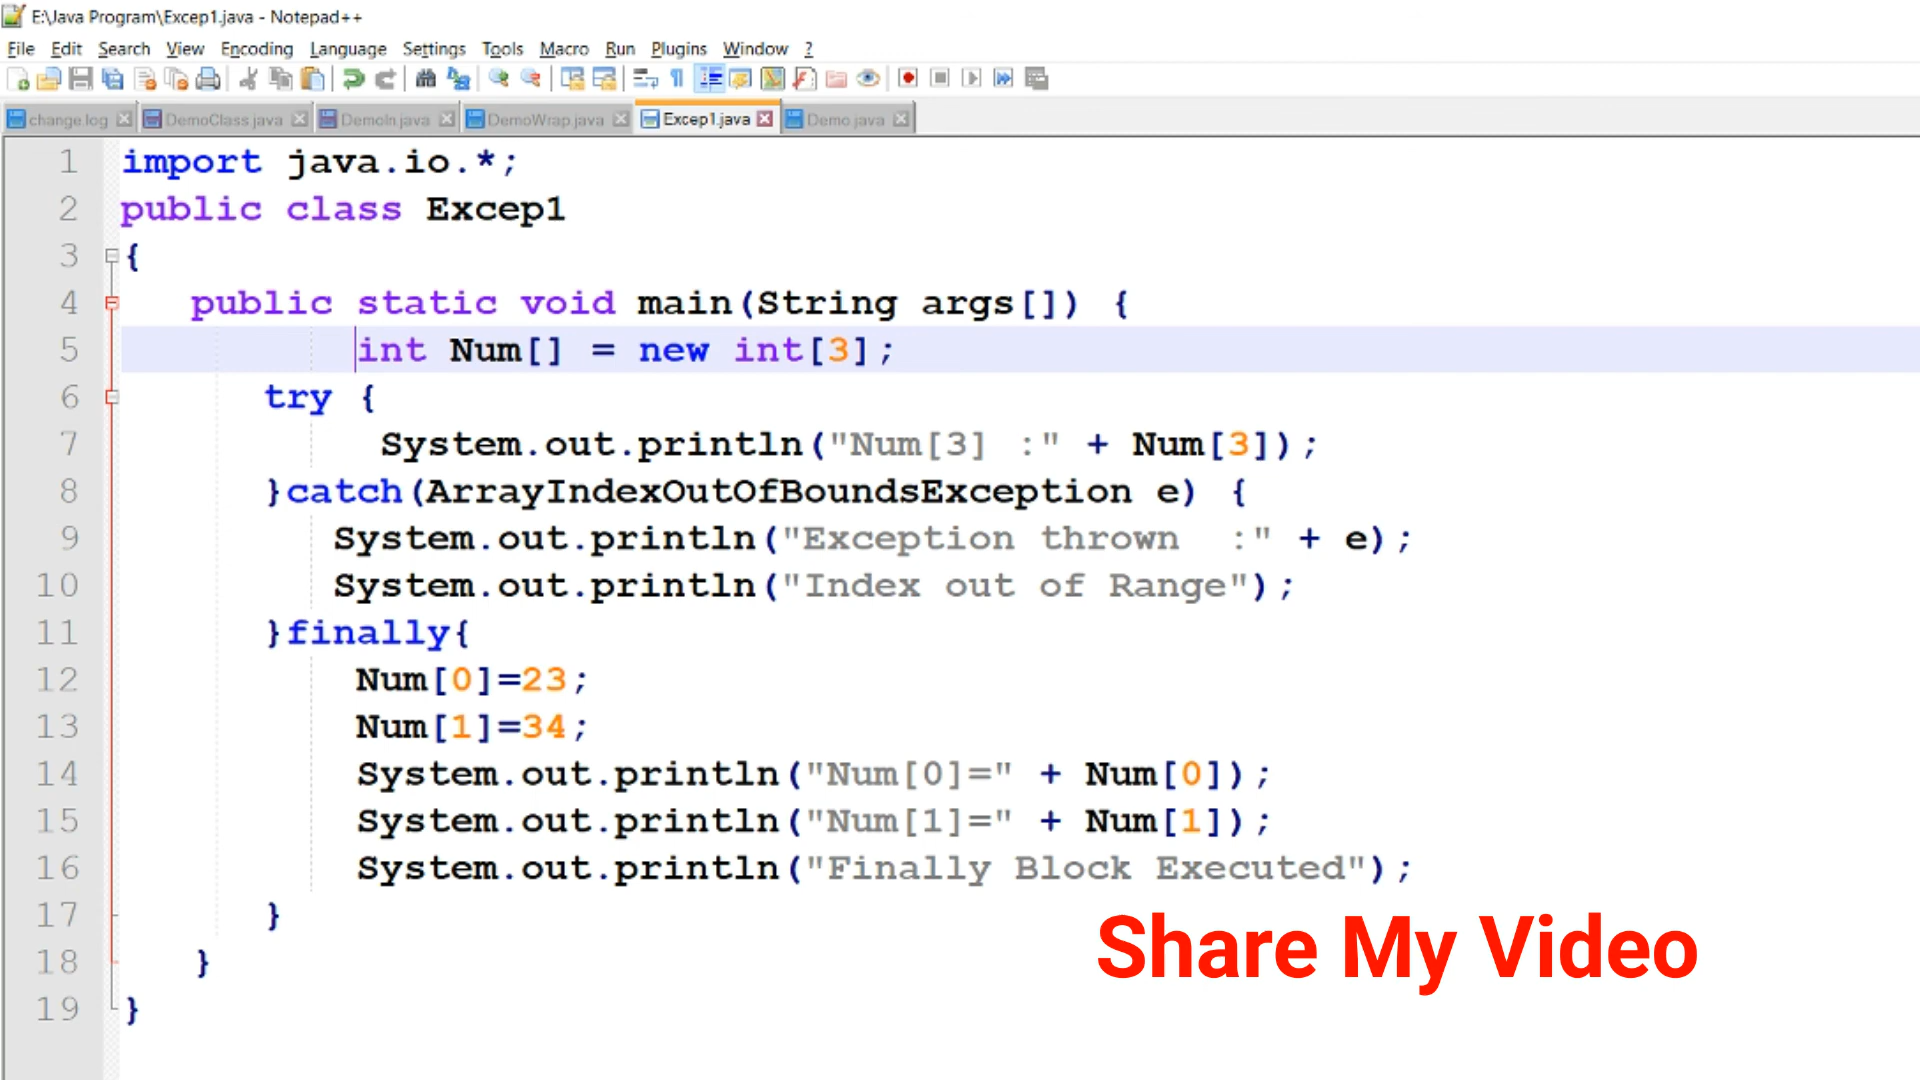 E:\Java Program\Excep1.java - Notepad++
File Edit Search View Encoding Language Settings Tools Macro Run Plugins Window ?
change.log DemoClass.java DemoIn.java DemoWrap.java Excep1.java Demo.java
1 import java.io.*;
2 public class Excep1
3 {
4 public static void main(String args[]) {
5 int Num[] = new int[3];
6 try {
7 System.out.println("Num[3] :" + Num[3]);
8 }catch(ArrayIndexOutOfBoundsException e) {
9 System.out.println("Exception thrown  :" + e);
10 System.out.println("Index out of Range");
11 }finally{
12 Num[0]=23;
13 Num[1]=34;
14 System.out.println("Num[0]=" + Num[0]);
15 System.out.println("Num[1]=" + Num[1]);
16 System.out.println("Finally Block Executed");
17 }
18 }
19 }
Share My Video